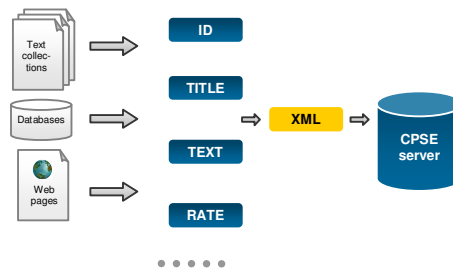 Text
collec-
tions
Databases
Web
pages
ID
TITLE
TEXT
RATE
XML
CPSE
server